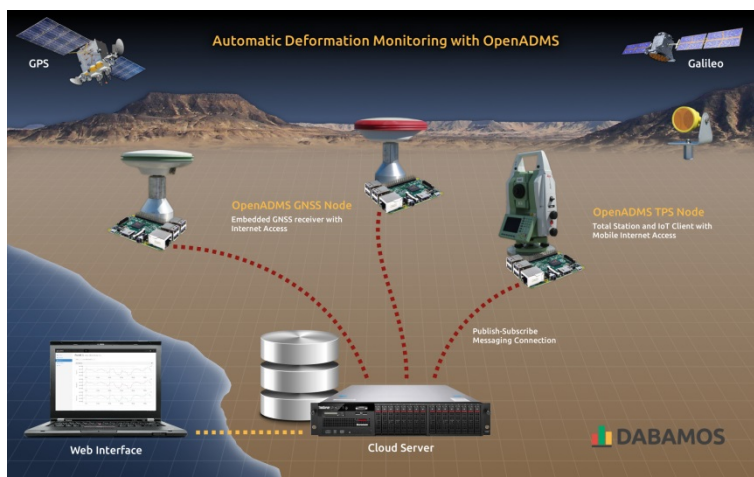 Automatic Deformation Monitoring with OpenADMS
GPS
Galileo
OpenADMS GNSS Node
Embedded GNSS receiver with
Internet Access
OpenADMS TPS Node
Total Station and IoT Client with
Mobile Internet Access
Publish-Subscribe
Messaging Connection
Web Interface
Cloud Server
DABAMOS